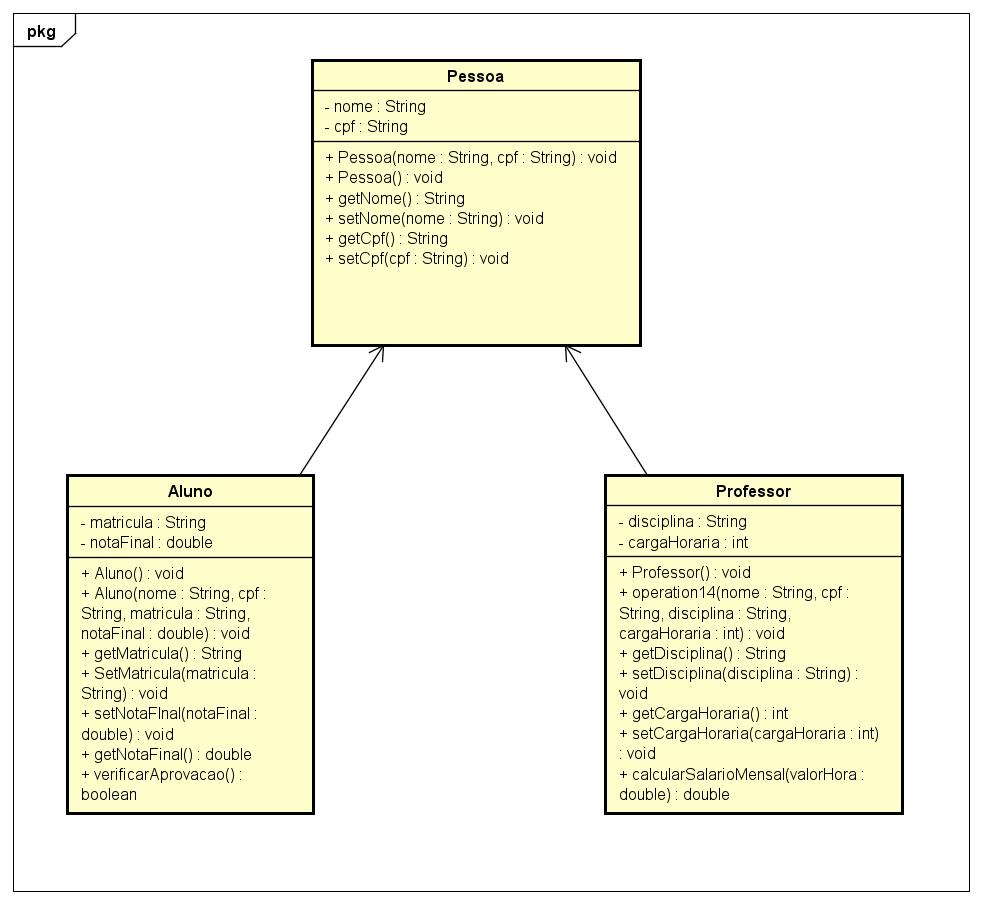 pkg
Pessoa
- nome : String
- cpf : String
+ Pessoa(nome : String, cpf : String) : void
+ Pessoa() : void
+ getNome() : String
+ setNome(nome : String) : void
+ getCpf() : String
+ setCpf(cpf : String) : void
Aluno
- matricula : String
- notaFinal : double
+ Aluno() : void
+ Aluno(nome : String, cpf :
String, matricula : String,
notaFinal : double) : void
+ getMatricula() : String
+ SetMatricula(matricula :
String) : void
+ setNotaFInal(notaFinal :
double) : void
+ getNotaFinal() : double
+ verificarAprovacao() :
boolean
Professor
- disciplina : String
- cargaHoraria : int
+ Professor() : void
+ operation14(nome : String, cpf :
String, disciplina : String,
cargaHoraria : int) : void
+ getDisciplina() : String
+ setDisciplina(disciplina : String) :
void
+ getCargaHoraria() : int
+ setCargaHoraria(cargaHoraria : int)
: void
+ calcularSalarioMensal(valorHora :
double) : double